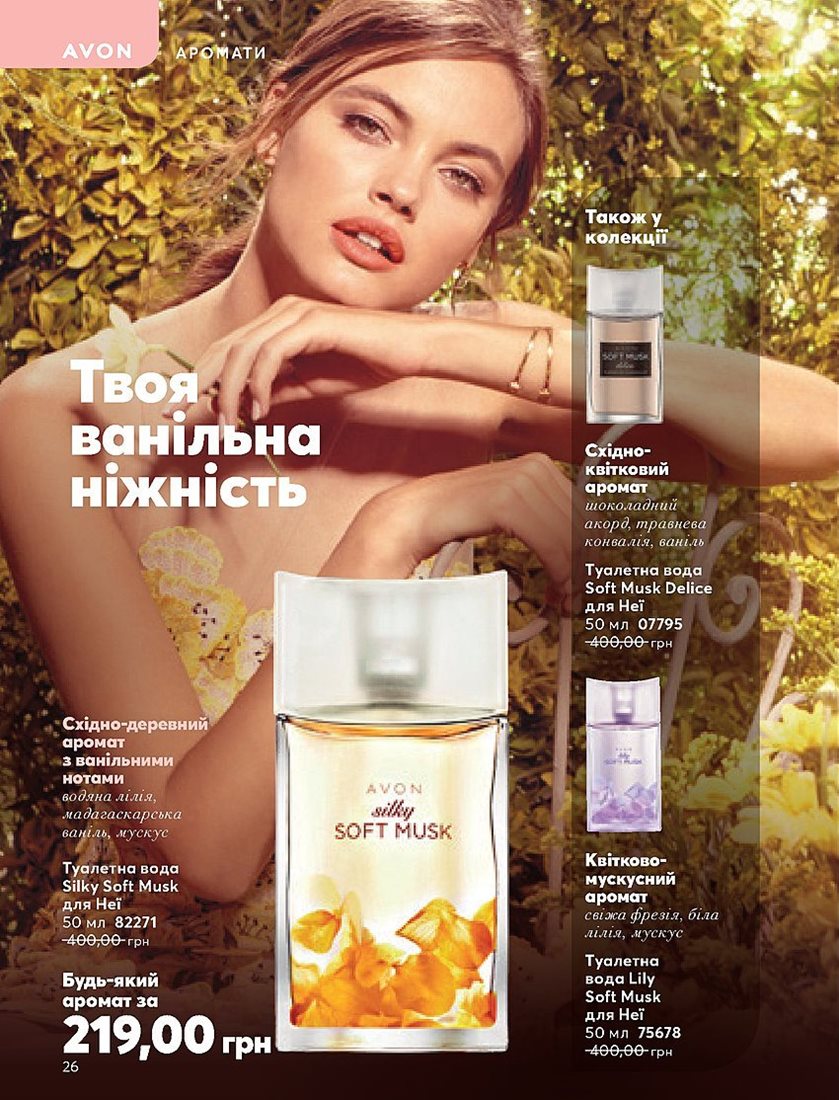 AVON
АРОМАТИ
Твоя
ванільна
ніжність
Східно-деревний
аромат
з ванільними
нотами
водяна лілія,
мадагаскарська
ваніль, мускус
Туалетна вода
Silky Soft Musk
для Неї
50 мл 82271
400,00 грн
Будь-який
аромат за
219,00 грн
26
AVON
silky
SOFT MUSK
Також у
колекції
SOFT MUSK
delice
Східно-
квітковий
аромат
шоколадний
акорд, травнева
конвалія, ваніль
Туалетна вода
Soft Musk Delice
для Неї
50 мл 07795
400,00 грн
AVON
lily
SOFT MUSK
Квітково-
мускусний
аромат
свіжа фрезія, біла
лілія, мускус
Туалетна
вода Lily
Soft Musk
для Неї
50 мл 75678
400,00 грн